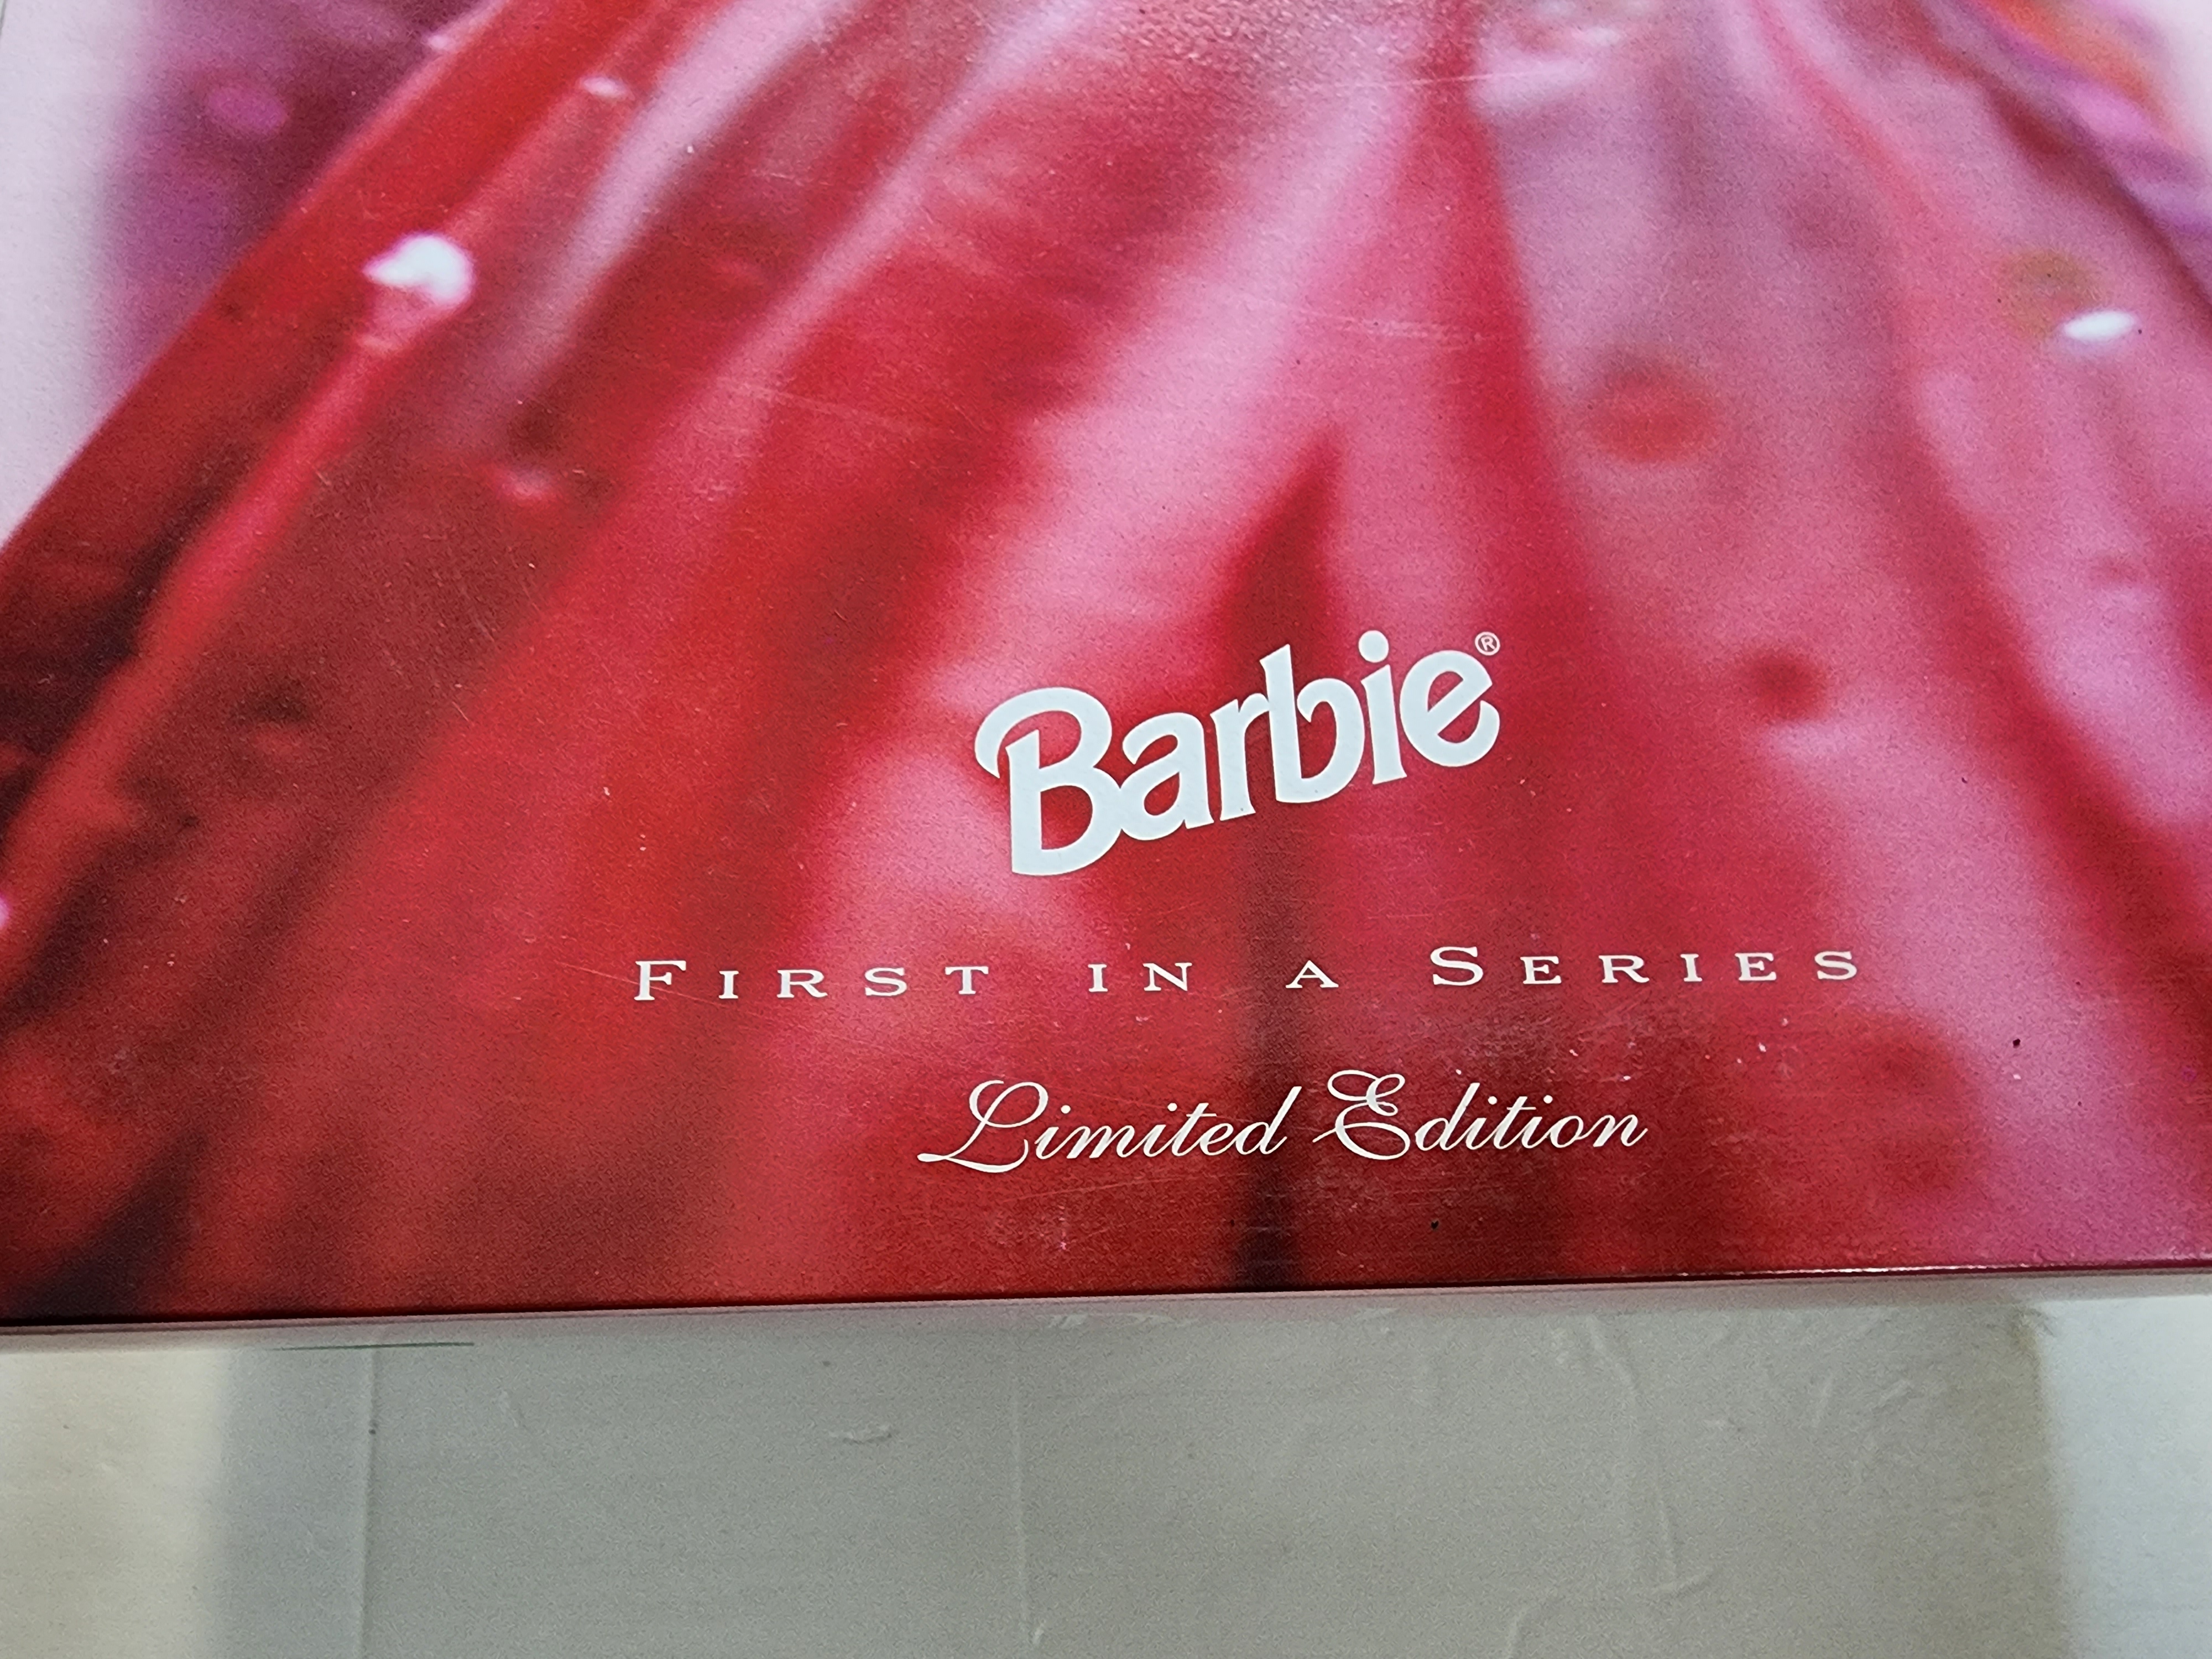 Barbie®
First in a Series
Limited Edition